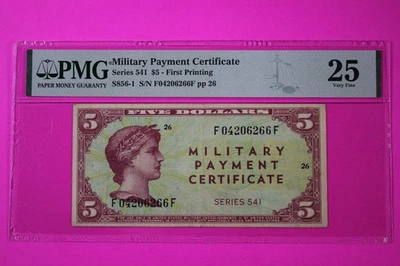 PMG
PAPER MONEY GUARANTY
Military Payment Certificate
Series 541 $5 - First Printing
S856-1 S/N F04206266F pp 26
25
Very Fine
FIVE DOLLARS
5
5
26
F04206266F
MILITARY
PAYMENT
CERTIFICATE
26
F04206266F
SERIES 541
5
5